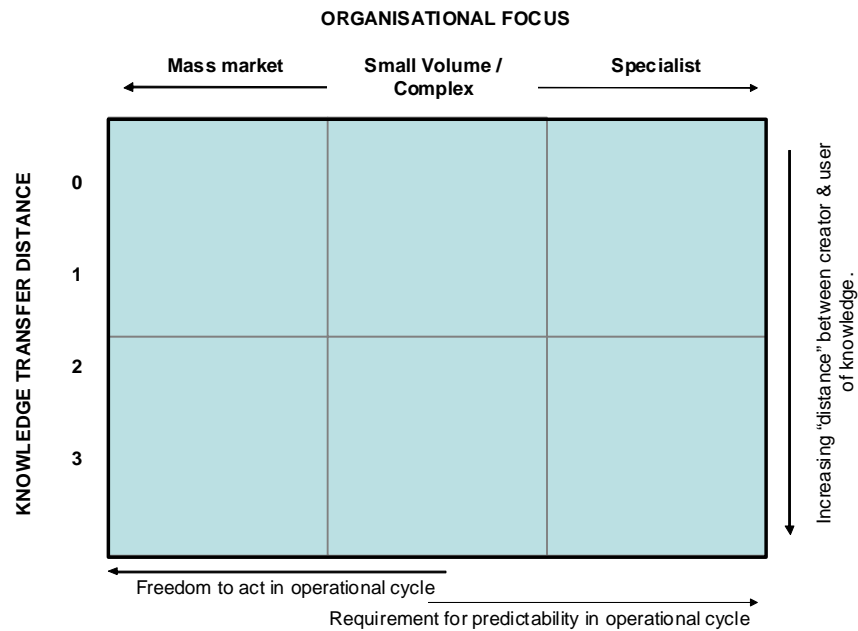 ORGANISATIONAL FOCUS
Mass market
Small Volume /
Complex
Specialist
KNOWLEDGE TRANSFER DISTANCE
0
1
2
3
Increasing “distance” between creator & user
of knowledge.
Freedom to act in operational cycle
Requirement for predictability in operational cycle